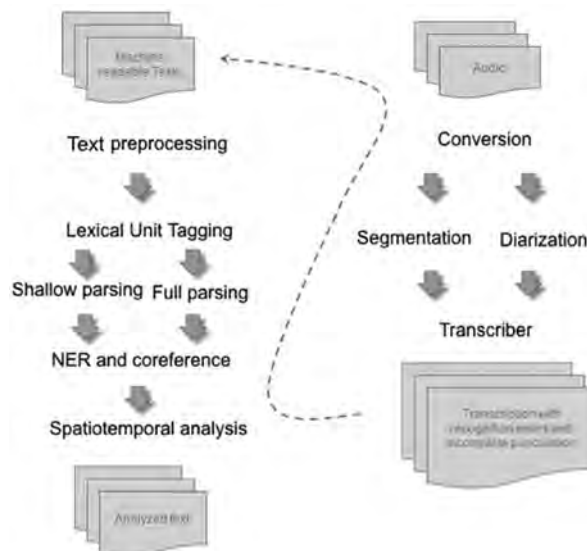 Machine
readable Texts
Text preprocessing
Lexical Unit Tagging
Shallow parsing
Full parsing
NER and coreference
Spatiotemporal analysis
Analyzed text
Audio
Conversion
Segmentation
Diarization
Transcriber
Transcription with
recognition errors and
incomplete punctuation